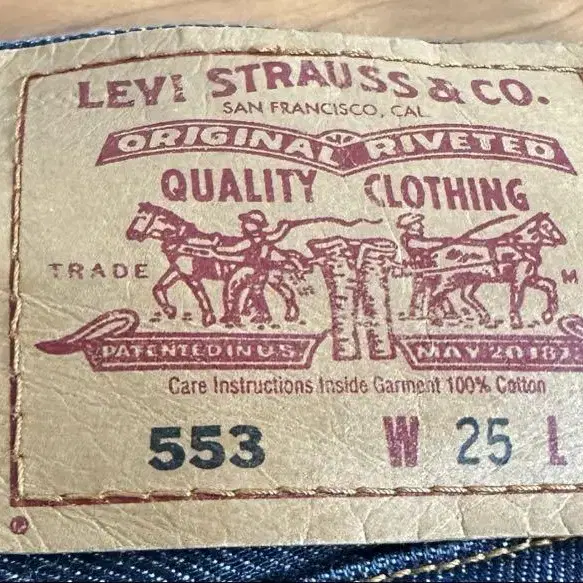 LEVI STRAUSS & CO.
SAN FRANCISCO, CAL
ORIGINAL RIVETED
QUALITY CLOTHING
TRADE M
PATENTED IN U.S. MAY 20 187
Care Instructions Inside Garment 100% Cotton
553 W 25 L